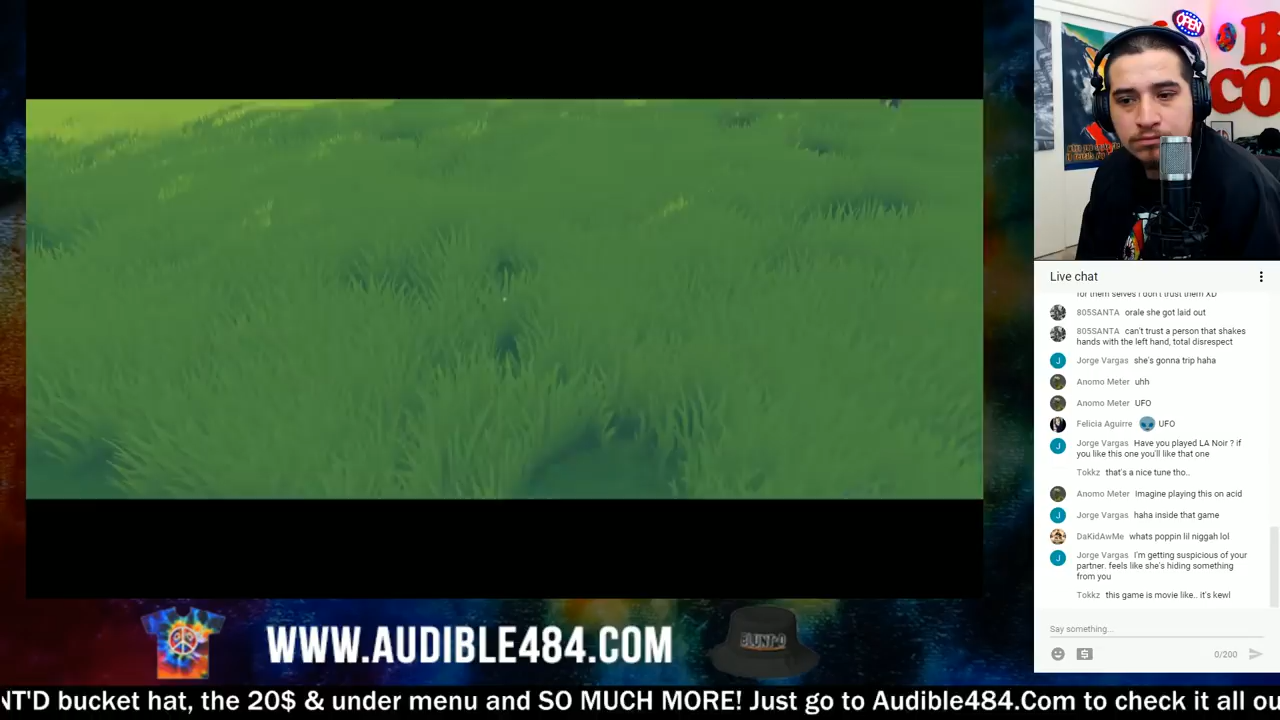 OPEN
B
CO
Live chat
for them selves I don't trust them XD
805SANTA orale she got laid out
805SANTA can't trust a person that shakes
hands with the left hand, total disrespect
Jorge Vargas she's gonna trip haha
Anomo Meter uhh
Anomo Meter UFO
Felicia Aguirre UFO
Jorge Vargas Have you played LA Noir ? if
you like this one you'll like that one
Tokkz that's a nice tune tho..
Anomo Meter Imagine playing this on acid
Jorge Vargas haha inside that game
DaKidAwMe whats poppin lil niggah lol
Jorge Vargas I'm getting suspicious of your
partner. feels like she's hiding something
from you
Tokkz this game is movie like.. it's kewl
Say something...
0/200
WWW.AUDIBLE484.COM
NT'D bucket hat, the 20$ & under menu and SO MUCH MORE! Just go to Audible484.Com to check it all ou